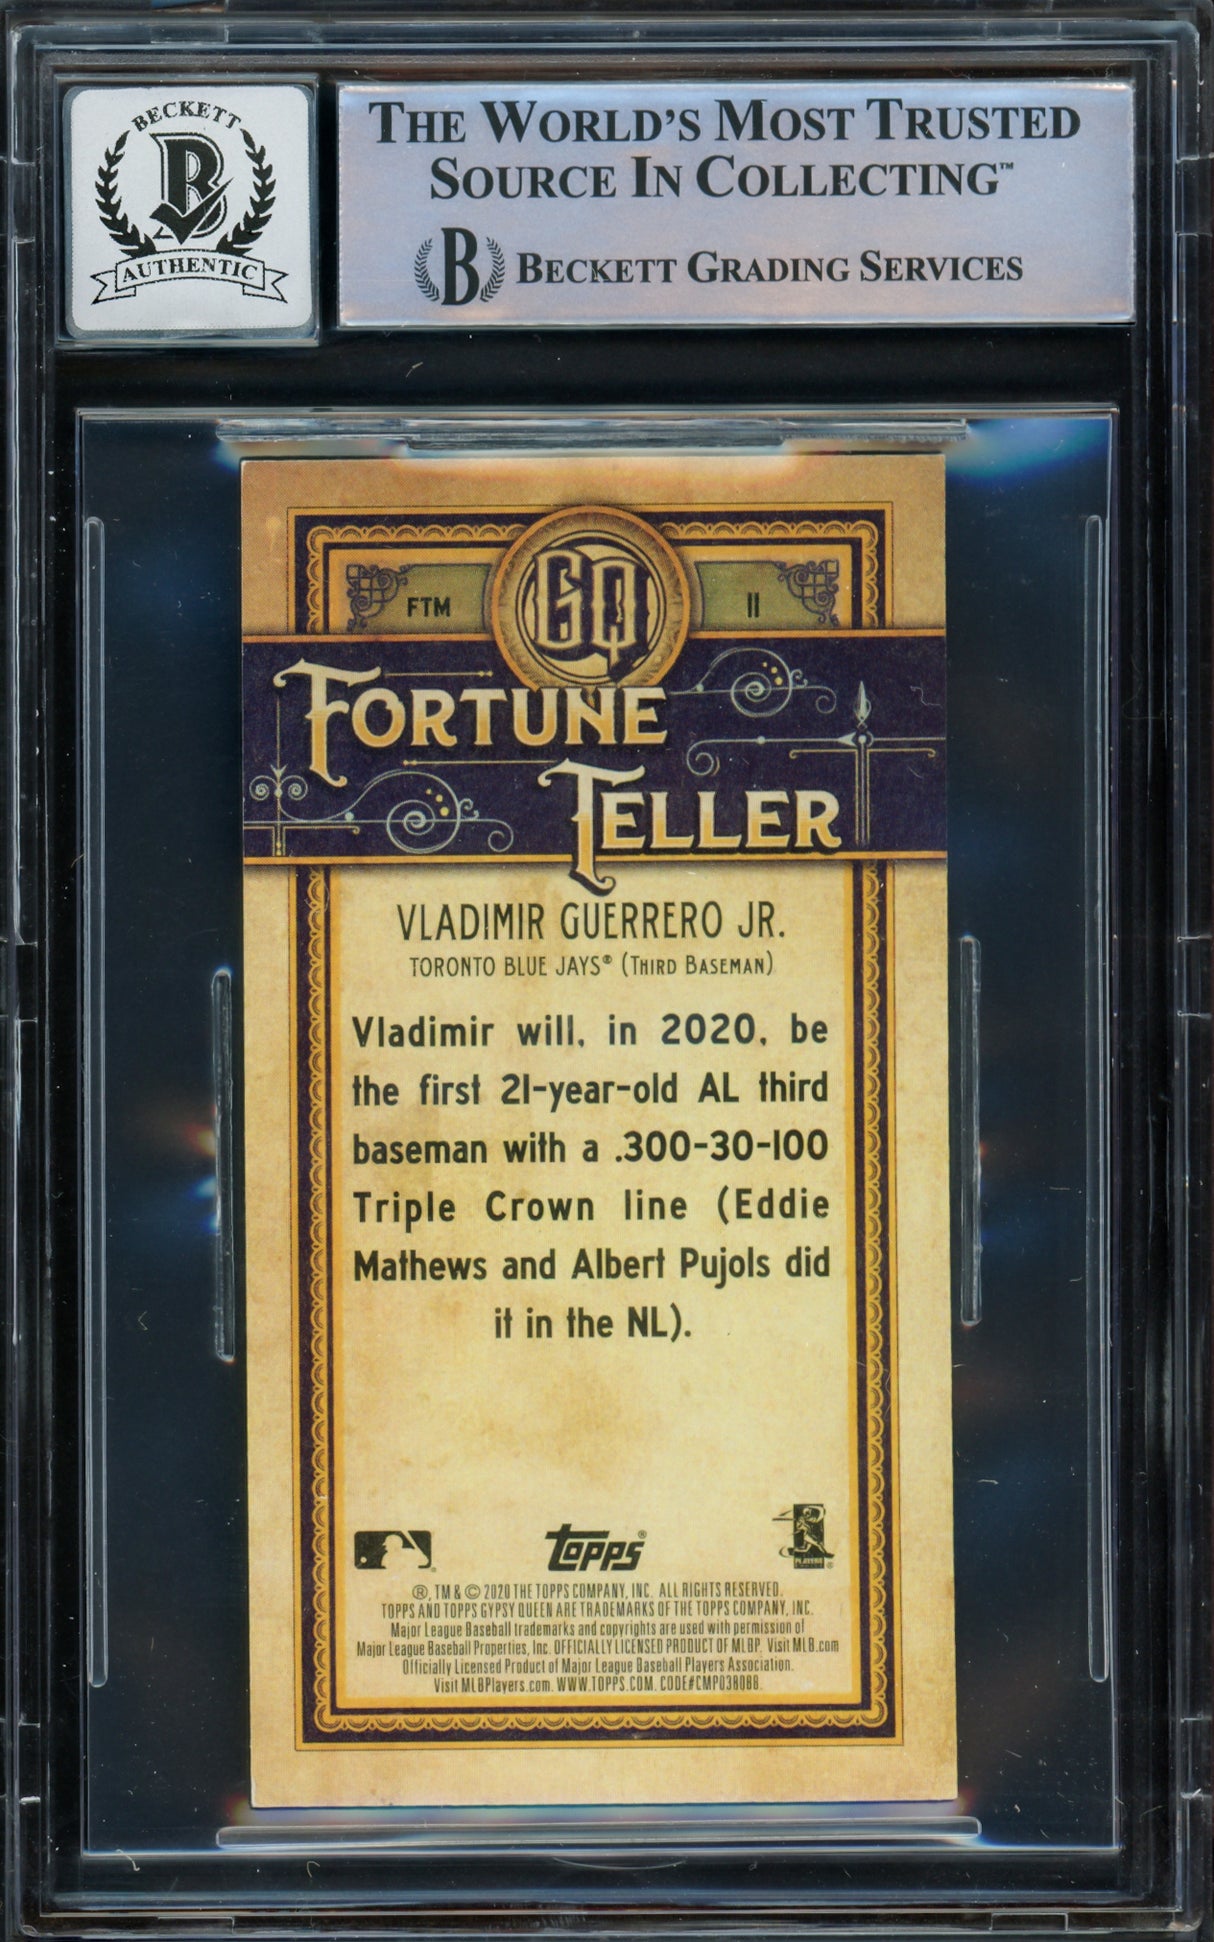 BECKETT
B
AUTHENTIC
THE WORLD'S MOST TRUSTED
SOURCE IN COLLECTING™
B BECKETT GRADING SERVICES
FTM
GQ
11
FORTUNE
TELLER
VLADIMIR GUERRERO JR.
TORONTO BLUE JAYS® (THIRD BASEMAN)
Vladimir will, in 2020, be
the first 21-year-old AL third
baseman with a .300-30-100
Triple Crown line (Eddie
Mathews and Albert Pujols did
it in the NL).
TOPPS®
PLAYERS
®, TM & © 2020 THE TOPPS COMPANY, INC. ALL RIGHTS RESERVED.
TOPPS AND TOPPS GYPSY QUEEN ARE TRADEMARKS OF THE TOPPS COMPANY, INC.
Major League Baseball trademarks and copyrights are used with permission of
Major League Baseball Properties, Inc. OFFICIALLY LICENSED PRODUCT OF MLBP. Visit MLB.com
Officially Licensed Product of Major League Baseball Players Association.
Visit MLBPlayers.com. WWW.TOPPS.COM. CODE#CMP038088.